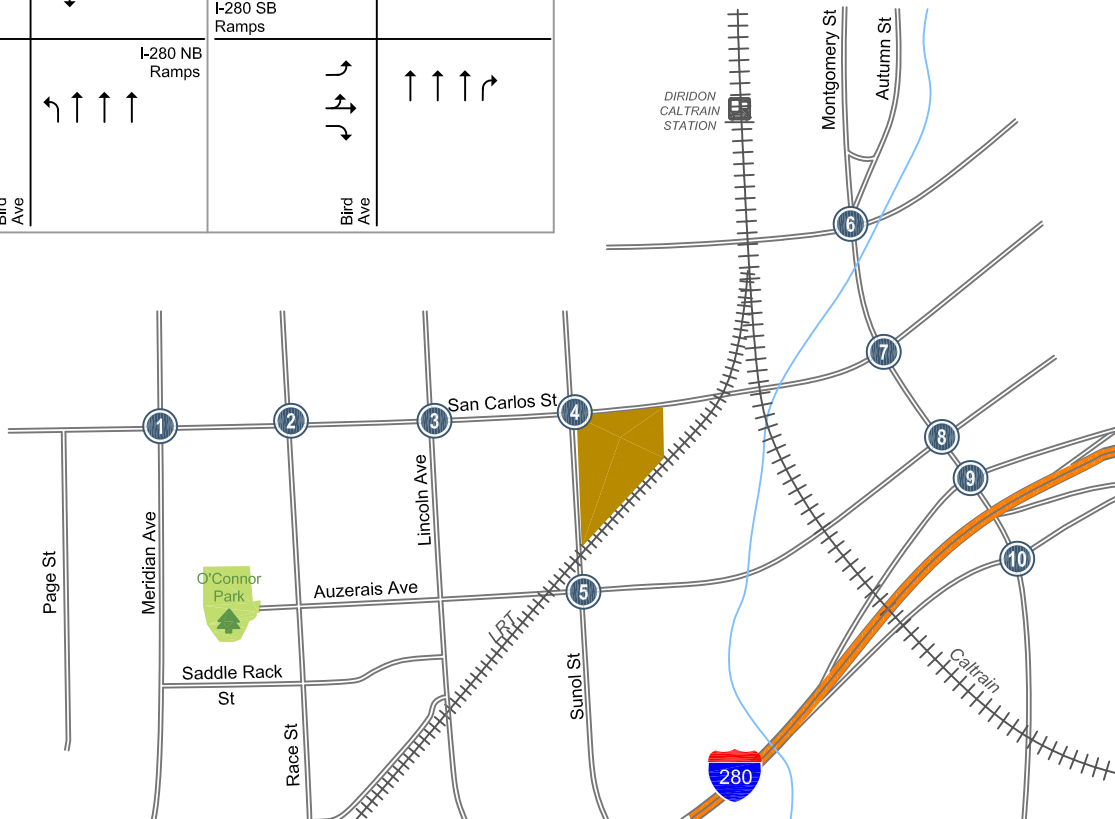 I-280 SB
Ramps
I-280 NB
Ramps
Bird
Ave
Bird
Ave
DIRIDON
CALTRAIN
STATION
Montgomery St
Autumn St
6
7
San Carlos St
1
2
3
4
8
9
10
5
Page St
Meridian Ave
Lincoln Ave
O'Connor
Park
Auzerais Ave
LRT
Saddle Rack
St
Race St
Sunol St
Caltrain
280